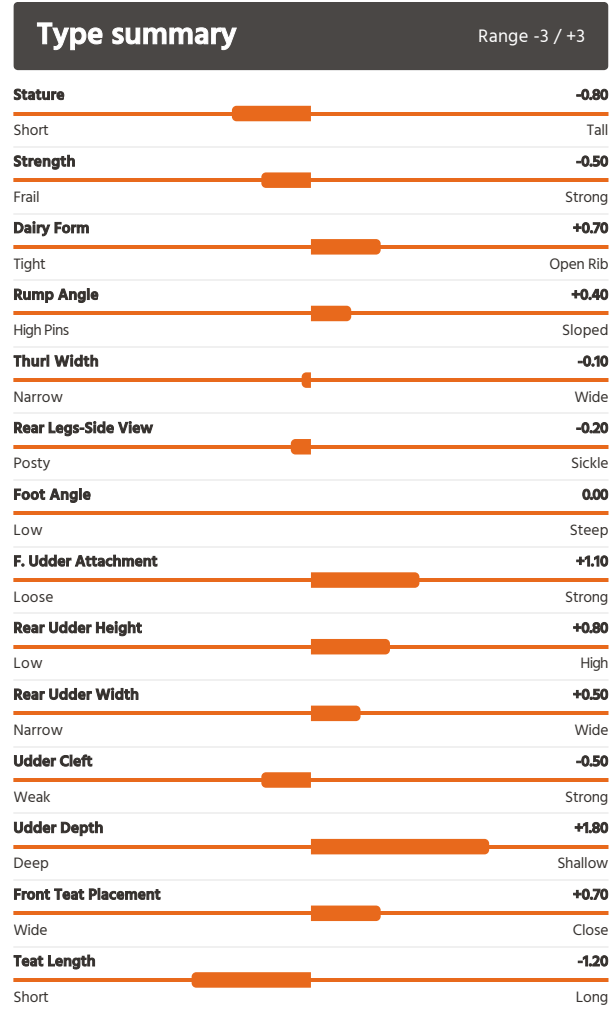 Type summary Range -3 / +3
Stature -0.80
Short Tall
Strength -0.50
Frail Strong
Dairy Form +0.70
Tight Open Rib
Rump Angle +0.40
High Pins Sloped
Thurl Width -0.10
Narrow Wide
Rear Legs-Side View -0.20
Posty Sickle
Foot Angle 0.00
Low Steep
F. Udder Attachment +1.10
Loose Strong
Rear Udder Height +0.80
Low High
Rear Udder Width +0.50
Narrow Wide
Udder Cleft -0.50
Weak Strong
Udder Depth +1.80
Deep Shallow
Front Teat Placement +0.70
Wide Close
Teat Length -1.20
Short Long